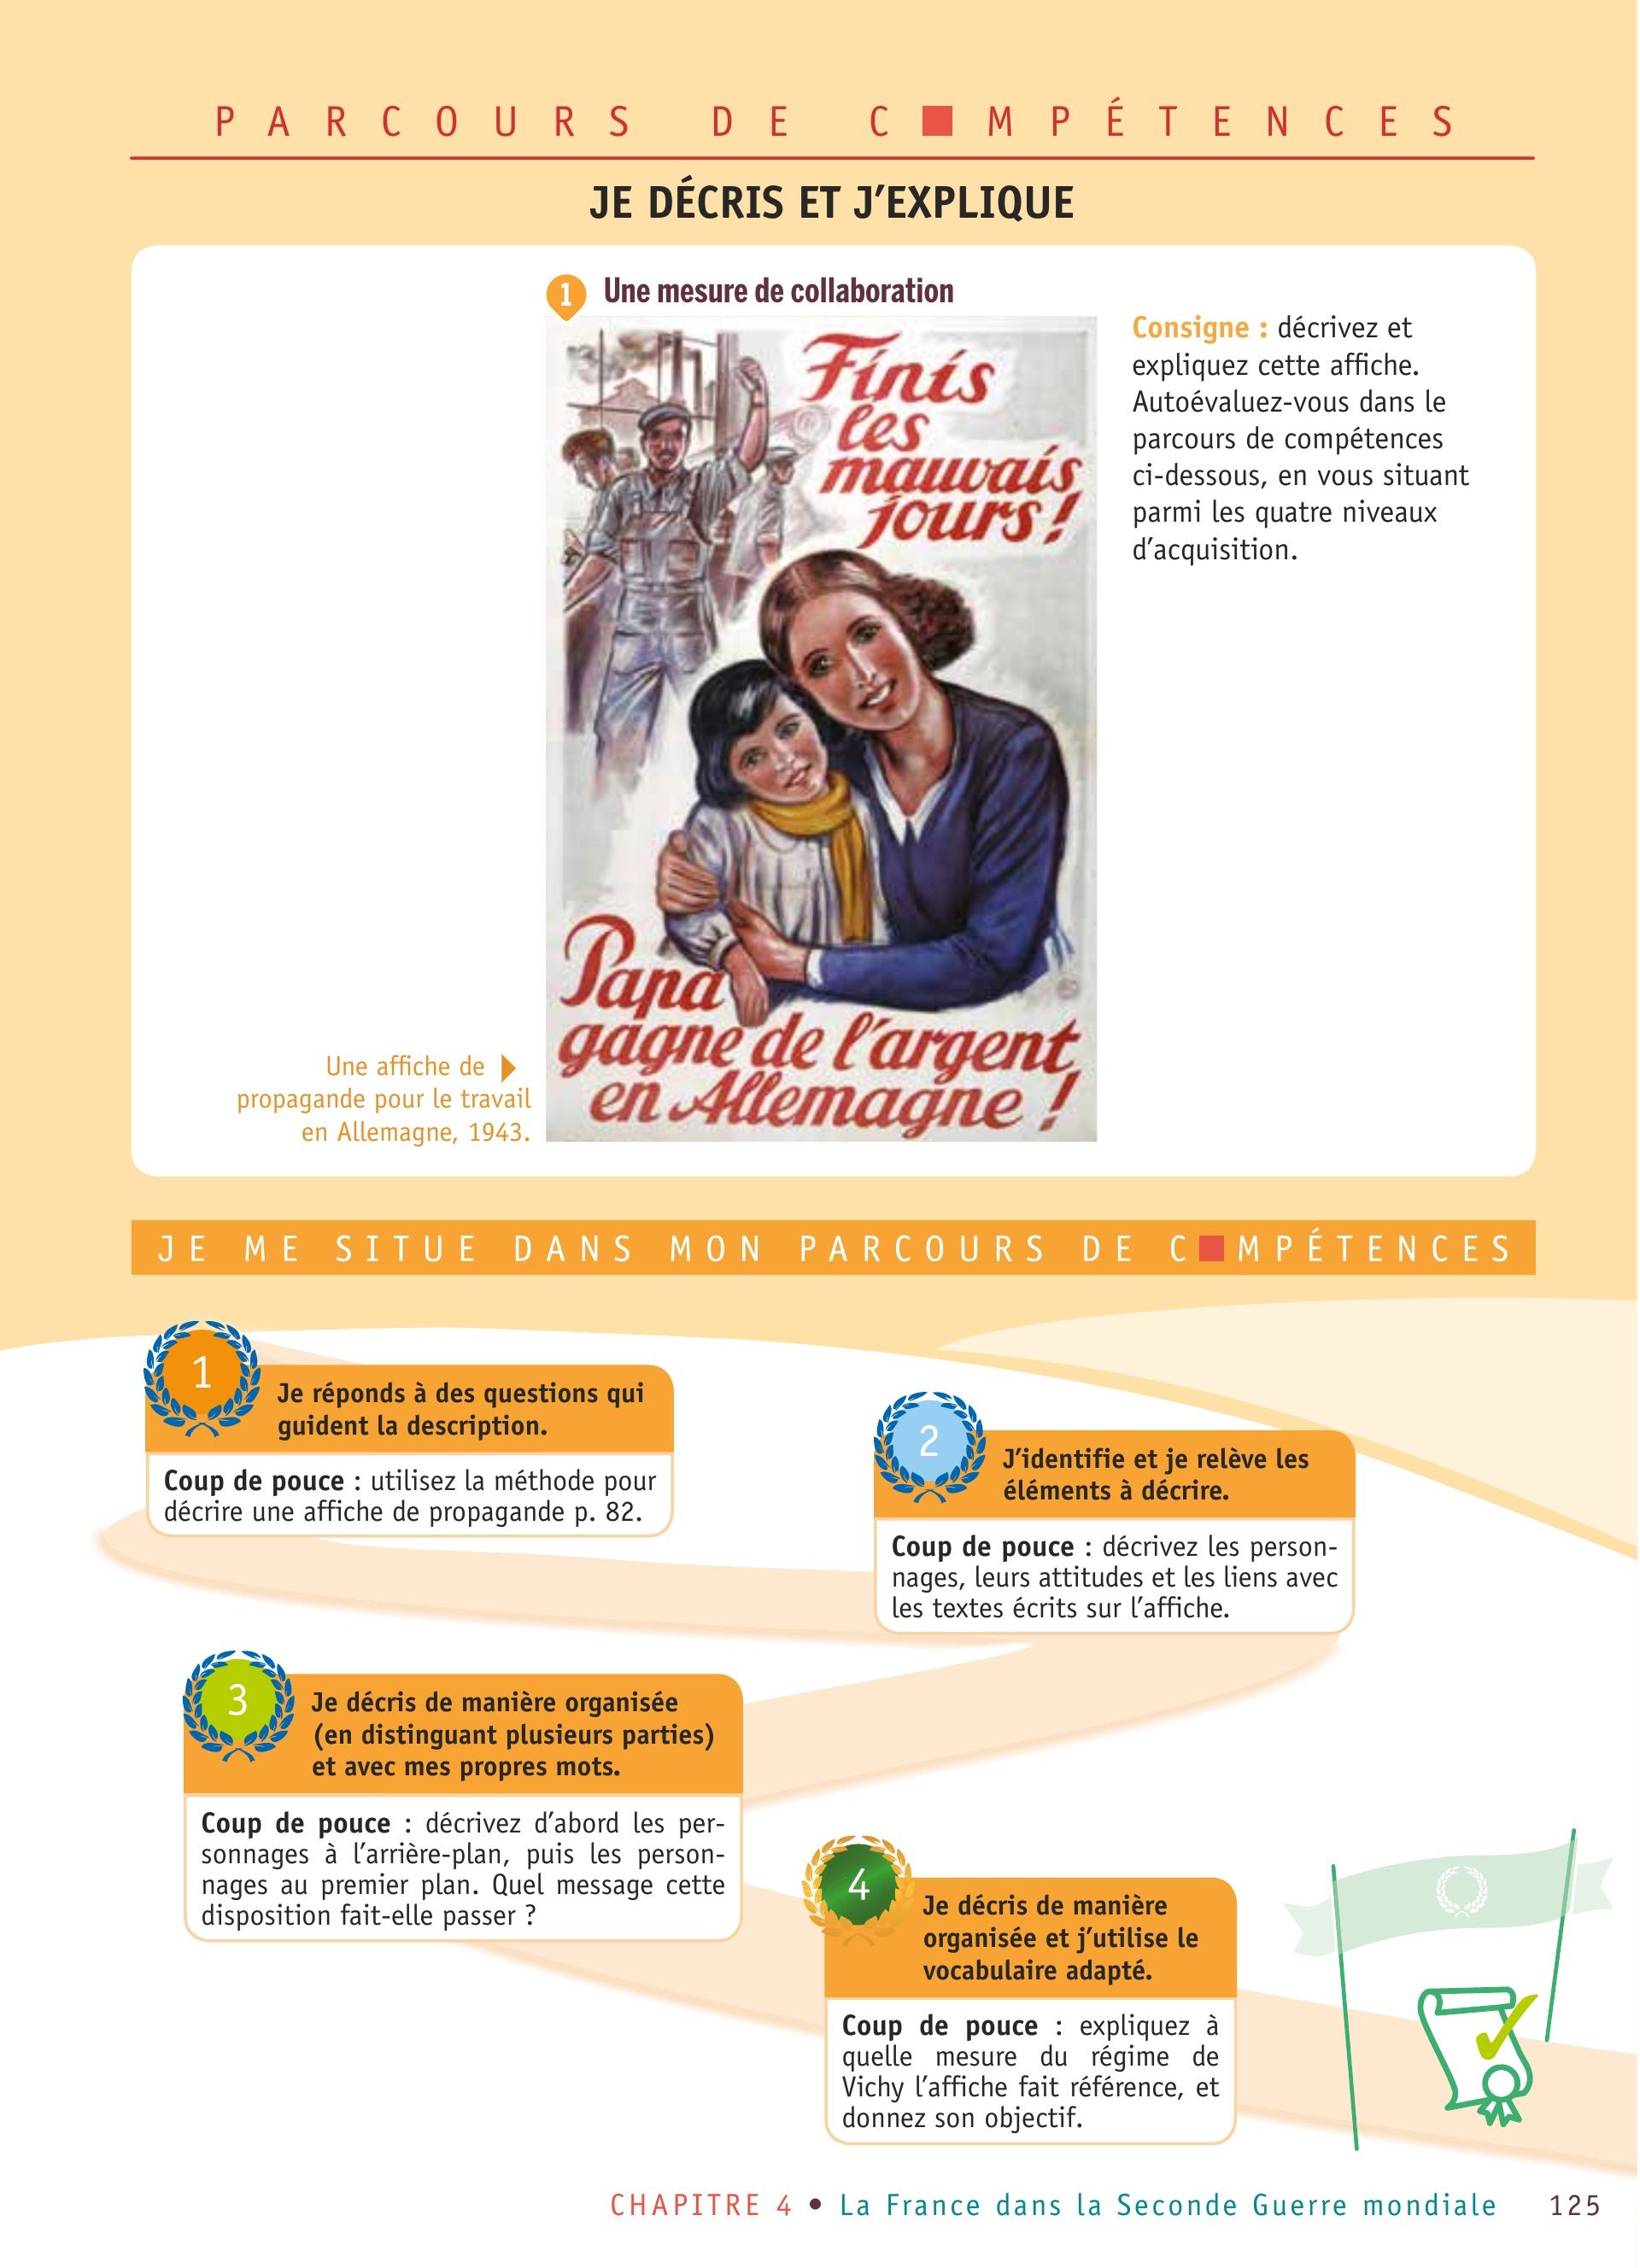 PARCOURS DE C■MPÉTENCES
JE DÉCRIS ET J'EXPLIQUE
1 Une mesure de collaboration
Finis
les
mauvais
jours !
Papa
gagne de l'argent
en Allemagne !
Consigne : décrivez et
expliquez cette affiche.
Autoévaluez-vous dans le
parcours de compétences
ci-dessous, en vous situant
parmi les quatre niveaux
d'acquisition.
Une affiche de
propagande pour le travail
en Allemagne, 1943.
JE ME SITUE DANS MON PARCOURS DE C■MPÉTENCES
1
Je réponds à des questions qui
guident la description.
Coup de pouce : utilisez la méthode pour
décrire une affiche de propagande p. 82.
2
J'identifie et je relève les
éléments à décrire.
Coup de pouce : décrivez les person-
nages, leurs attitudes et les liens avec
les textes écrits sur l'affiche.
3
Je décris de manière organisée
(en distinguant plusieurs parties)
et avec mes propres mots.
Coup de pouce : décrivez d'abord les per-
sonnages à l'arrière-plan, puis les person-
nages au premier plan. Quel message cette
disposition fait-elle passer ?
4
Je décris de manière
organisée et j'utilise le
vocabulaire adapté.
Coup de pouce : expliquez à
quelle mesure du régime de
Vichy l'affiche fait référence, et
donnez son objectif.
CHAPITRE 4 • La France dans la Seconde Guerre mondiale 125